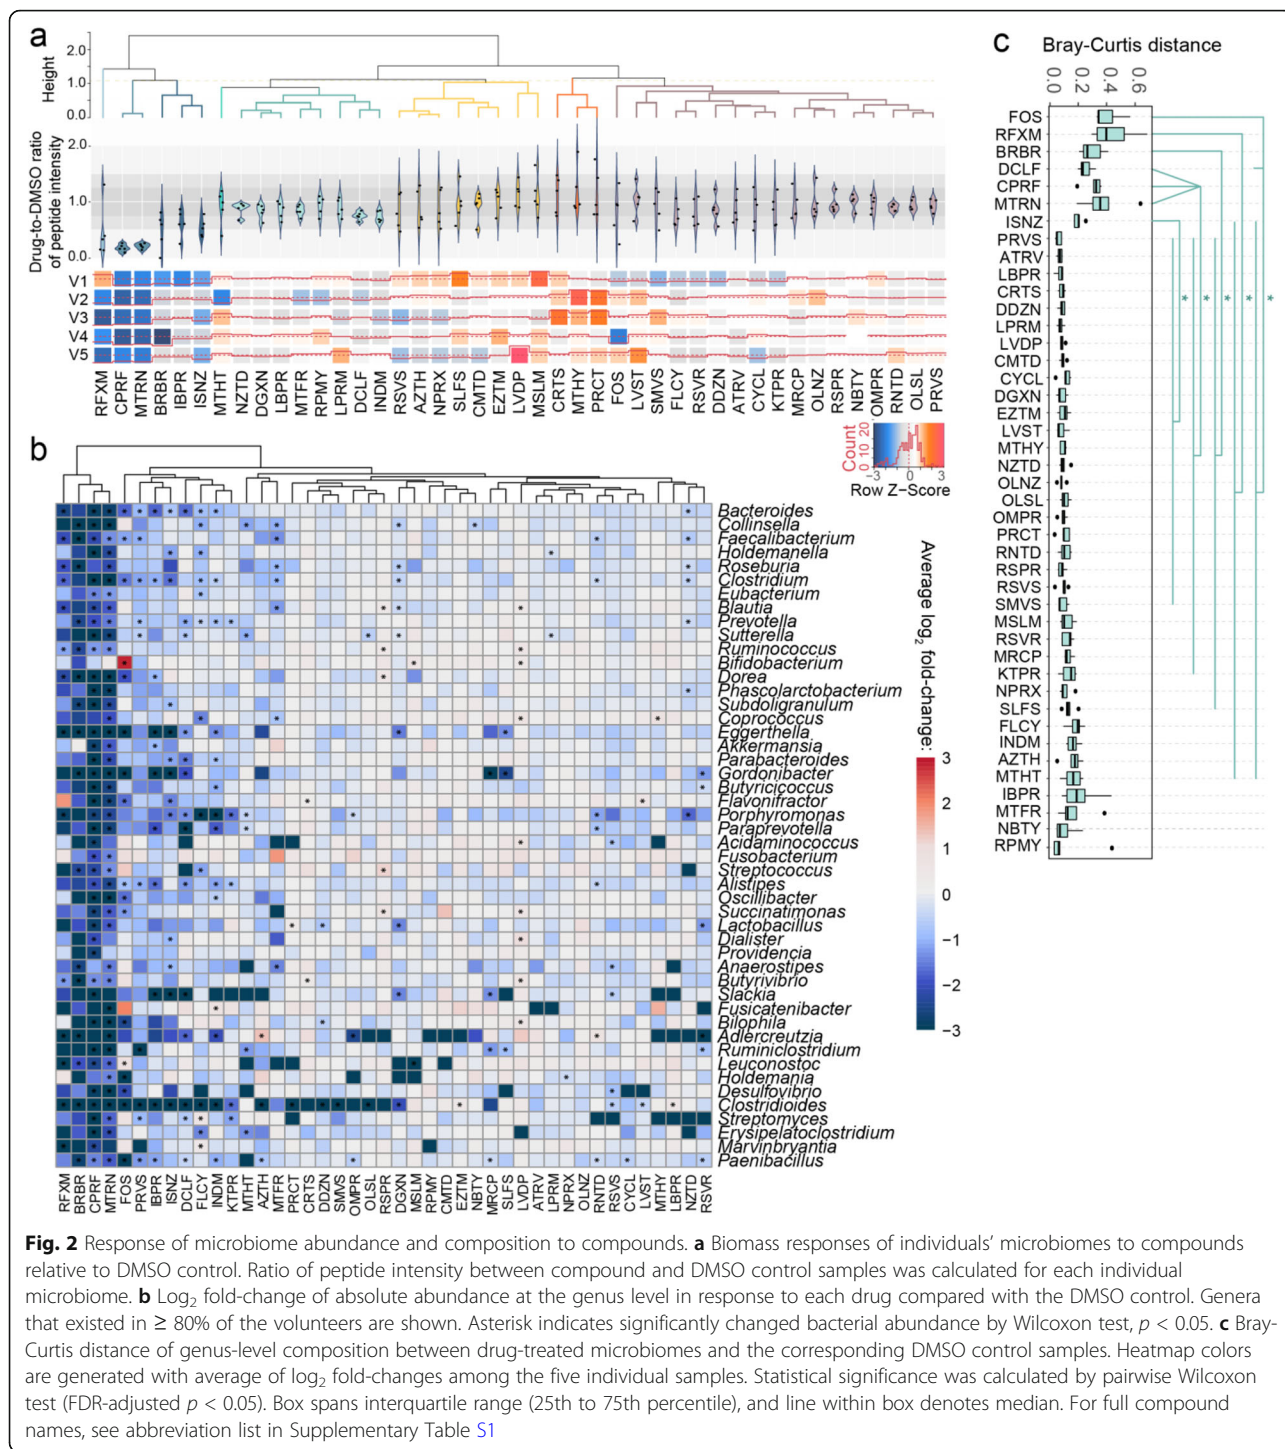 a
Height
2.0
1.0
0.0
Drug-to-DMSO ratio
of peptide intensity
2.0
1.0
0.0
V1
V2
V3
V4
V5
RFXM
CPRF
MTRN
BRBR
IBPR
ISNZ
MTHT
NZTD
DGXN
LBPR
MTFR
RPMY
LPRM
DCLF
INDM
RSVS
AZTH
NPRX
SLFS
CMTD
EZTM
LVDP
MSLM
CRTS
MTHY
PRCT
FOS
LVST
SMVS
FLCY
RSVR
DDZN
ATRV
CYCL
KTPR
MRCP
OLNZ
RSPR
NBTY
OMPR
RNTD
OLSL
PRVS
Count
0 10 20
-3 0 3
Row Z-Score
b
Bacteroides
Collinsella
Faecalibacterium
Holdemanella
Roseburia
Clostridium
Eubacterium
Blautia
Prevotella
Sutterella
Ruminococcus
Bifidobacterium
Dorea
Phascolarctobacterium
Subdoligranulum
Coprococcus
Eggerthella
Akkermansia
Parabacteroides
Gordonibacter
Butyricicoccus
Flavonifractor
Porphyromonas
Paraprevotella
Acidaminococcus
Fusobacterium
Streptococcus
Alistipes
Oscillibacter
Succinatimonas
Lactobacillus
Dialister
Providencia
Anaerostipes
Butyrivibrio
Slackia
Fusicatenibacter
Bilophila
Adlercreutzia
Ruminiclostridium
Leuconostoc
Holdemania
Desulfovibrio
Clostridioides
Streptomyces
Erysipelatoclostridium
Marvinbryantia
Paenibacillus
RFXM
BRBR
CPRF
MTRN
FOS
PRVS
IBPR
ISNZ
DCLF
FLCY
INDM
KTPR
MTHT
AZTH
MTFR
PRCT
CRTS
DDZN
SMVS
OMPR
OLSL
RSPR
DGXN
MSLM
RPMY
CMTD
EZTM
NBTY
MRCP
SLFS
LVDP
ATRV
LPRM
NPRX
OLNZ
RNTD
RSVS
CYCL
LVST
MTHY
LBPR
NZTD
RSVR
Average log2 fold-change:
3
2
1
0
−1
−2
−3
c
Bray-Curtis distance
0.0 0.2 0.4 0.6
FOS
RFXM
BRBR
DCLF
CPRF
MTRN
ISNZ
PRVS
ATRV
LBPR
CRTS
DDZN
LPRM
LVDP
CMTD
CYCL
DGXN
EZTM
LVST
MTHY
NZTD
OLNZ
OLSL
OMPR
PRCT
RNTD
RSPR
RSVS
SMVS
MSLM
RSVR
MRCP
KTPR
NPRX
SLFS
FLCY
INDM
AZTH
MTHT
IBPR
MTFR
NBTY
RPMY
* * * * *
Fig. 2 Response of microbiome abundance and composition to compounds. a Biomass responses of individuals' microbiomes to compounds
relative to DMSO control. Ratio of peptide intensity between compound and DMSO control samples was calculated for each individual
microbiome. b Log2 fold-change of absolute abundance at the genus level in response to each drug compared with the DMSO control. Genera
that existed in ≥ 80% of the volunteers are shown. Asterisk indicates significantly changed bacterial abundance by Wilcoxon test, p < 0.05. c Bray-
Curtis distance of genus-level composition between drug-treated microbiomes and the corresponding DMSO control samples. Heatmap colors
are generated with average of log2 fold-changes among the five individual samples. Statistical significance was calculated by pairwise Wilcoxon
test (FDR-adjusted p < 0.05). Box spans interquartile range (25th to 75th percentile), and line within box denotes median. For full compound
names, see abbreviation list in Supplementary Table S1